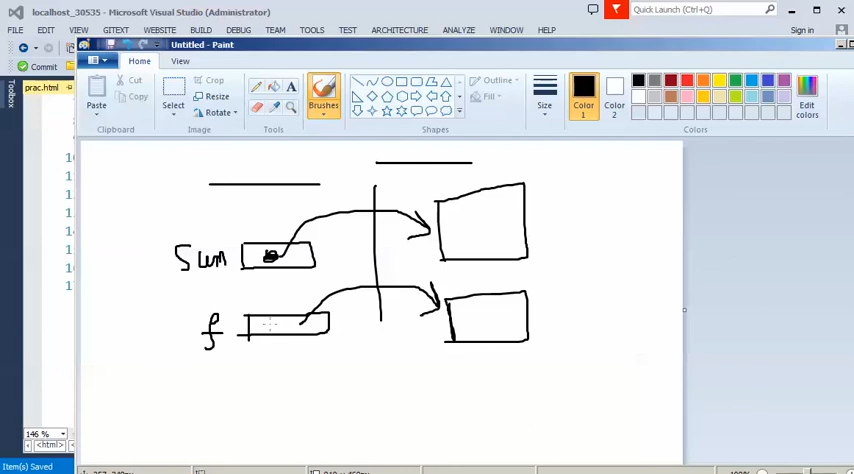 localhost_30535 - Microsoft Visual Studio (Administrator)
Quick Launch (Ctrl+Q)
FILE EDIT VIEW GITEXT WEBSITE BUILD DEBUG TEAM SQL TOOLS TEST ARCHITECTURE ANALYZE WINDOW HELP
Sign in
Commit
Toolbox
prac.html
Untitled - Paint
Home View
Cut
Copy
Paste
Clipboard
Select
Crop
Resize
Rotate
Image
A
Tools
Brushes
Outline
Fill
Shapes
Size
Color 1
Color 2
Edit colors
Colors
Sum
f
146 %
<html>
Item(s) Saved